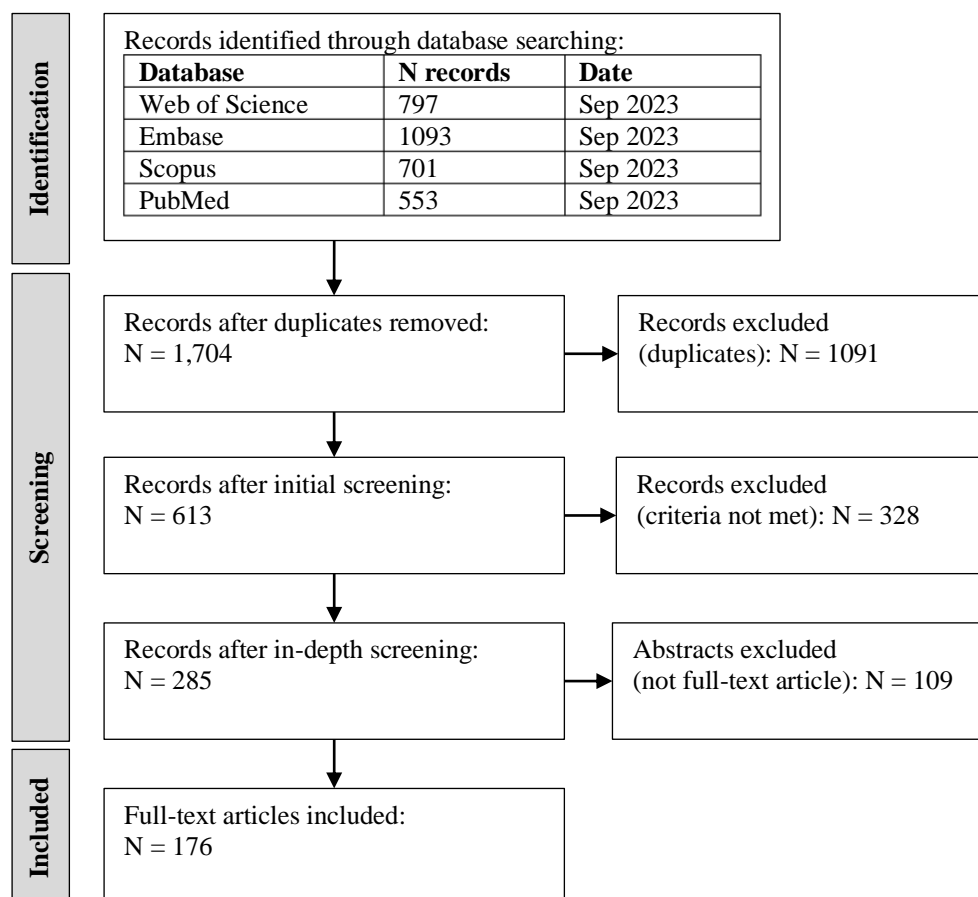 Identification
Records identified through database searching:
Database N records Date
Web of Science 797 Sep 2023
Embase 1093 Sep 2023
Scopus 701 Sep 2023
PubMed 553 Sep 2023
Screening
Records after duplicates removed:
N = 1,704
Records excluded
(duplicates): N = 1091
Records after initial screening:
N = 613
Records excluded
(criteria not met): N = 328
Records after in-depth screening:
N = 285
Abstracts excluded
(not full-text article): N = 109
Included
Full-text articles included:
N = 176